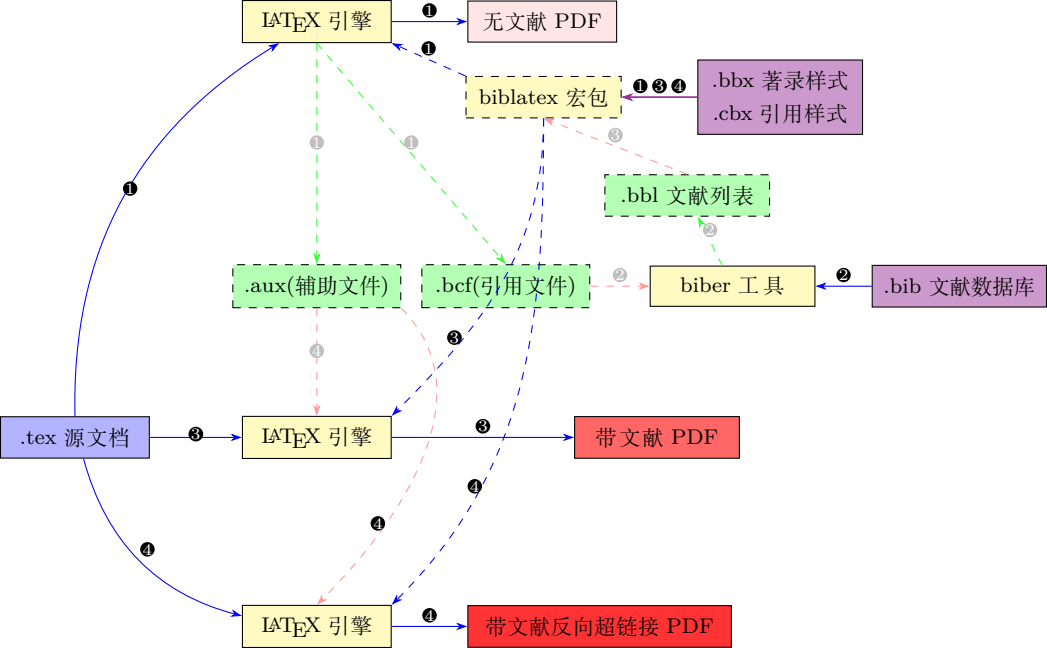 LATEX 引擎
❶
无文献 PDF
❶
biblatex 宏包
❶ ❸ ❹
.bbx 著录样式
.cbx 引用样式
❶
❶
❸
❶
.bbl 文献列表
❷
.aux(辅助文件)
.bcf(引用文件)
❷
biber 工具
❷
.bib 文献数据库
❸
❹
.tex 源文档
❸
LATEX 引擎
❸
带文献 PDF
❹
❹
❹
LATEX 引擎
❹
带文献反向超链接 PDF